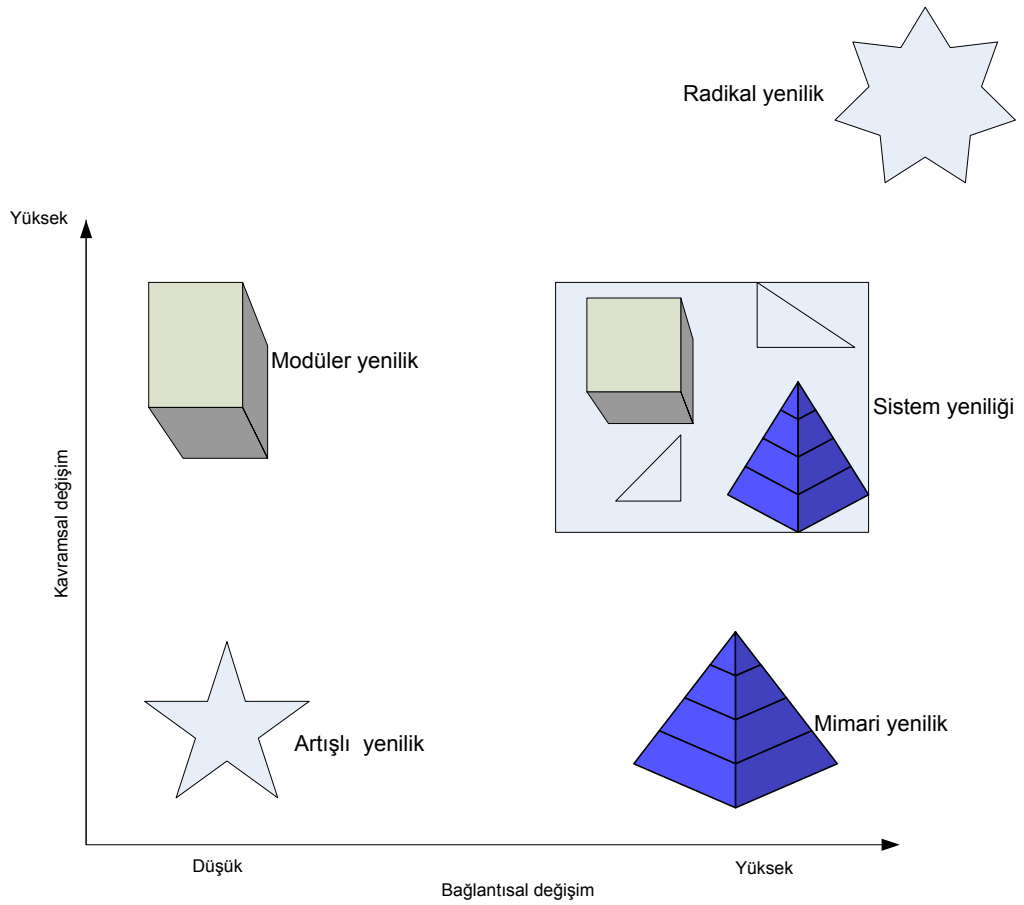 Radikal yenilik
Yüksek
Modüler yenilik
Sistem yeniliği
Kavramsal değişim
Artışlı yenilik
Mimari yenilik
Düşük
Yüksek
Bağlantısal değişim